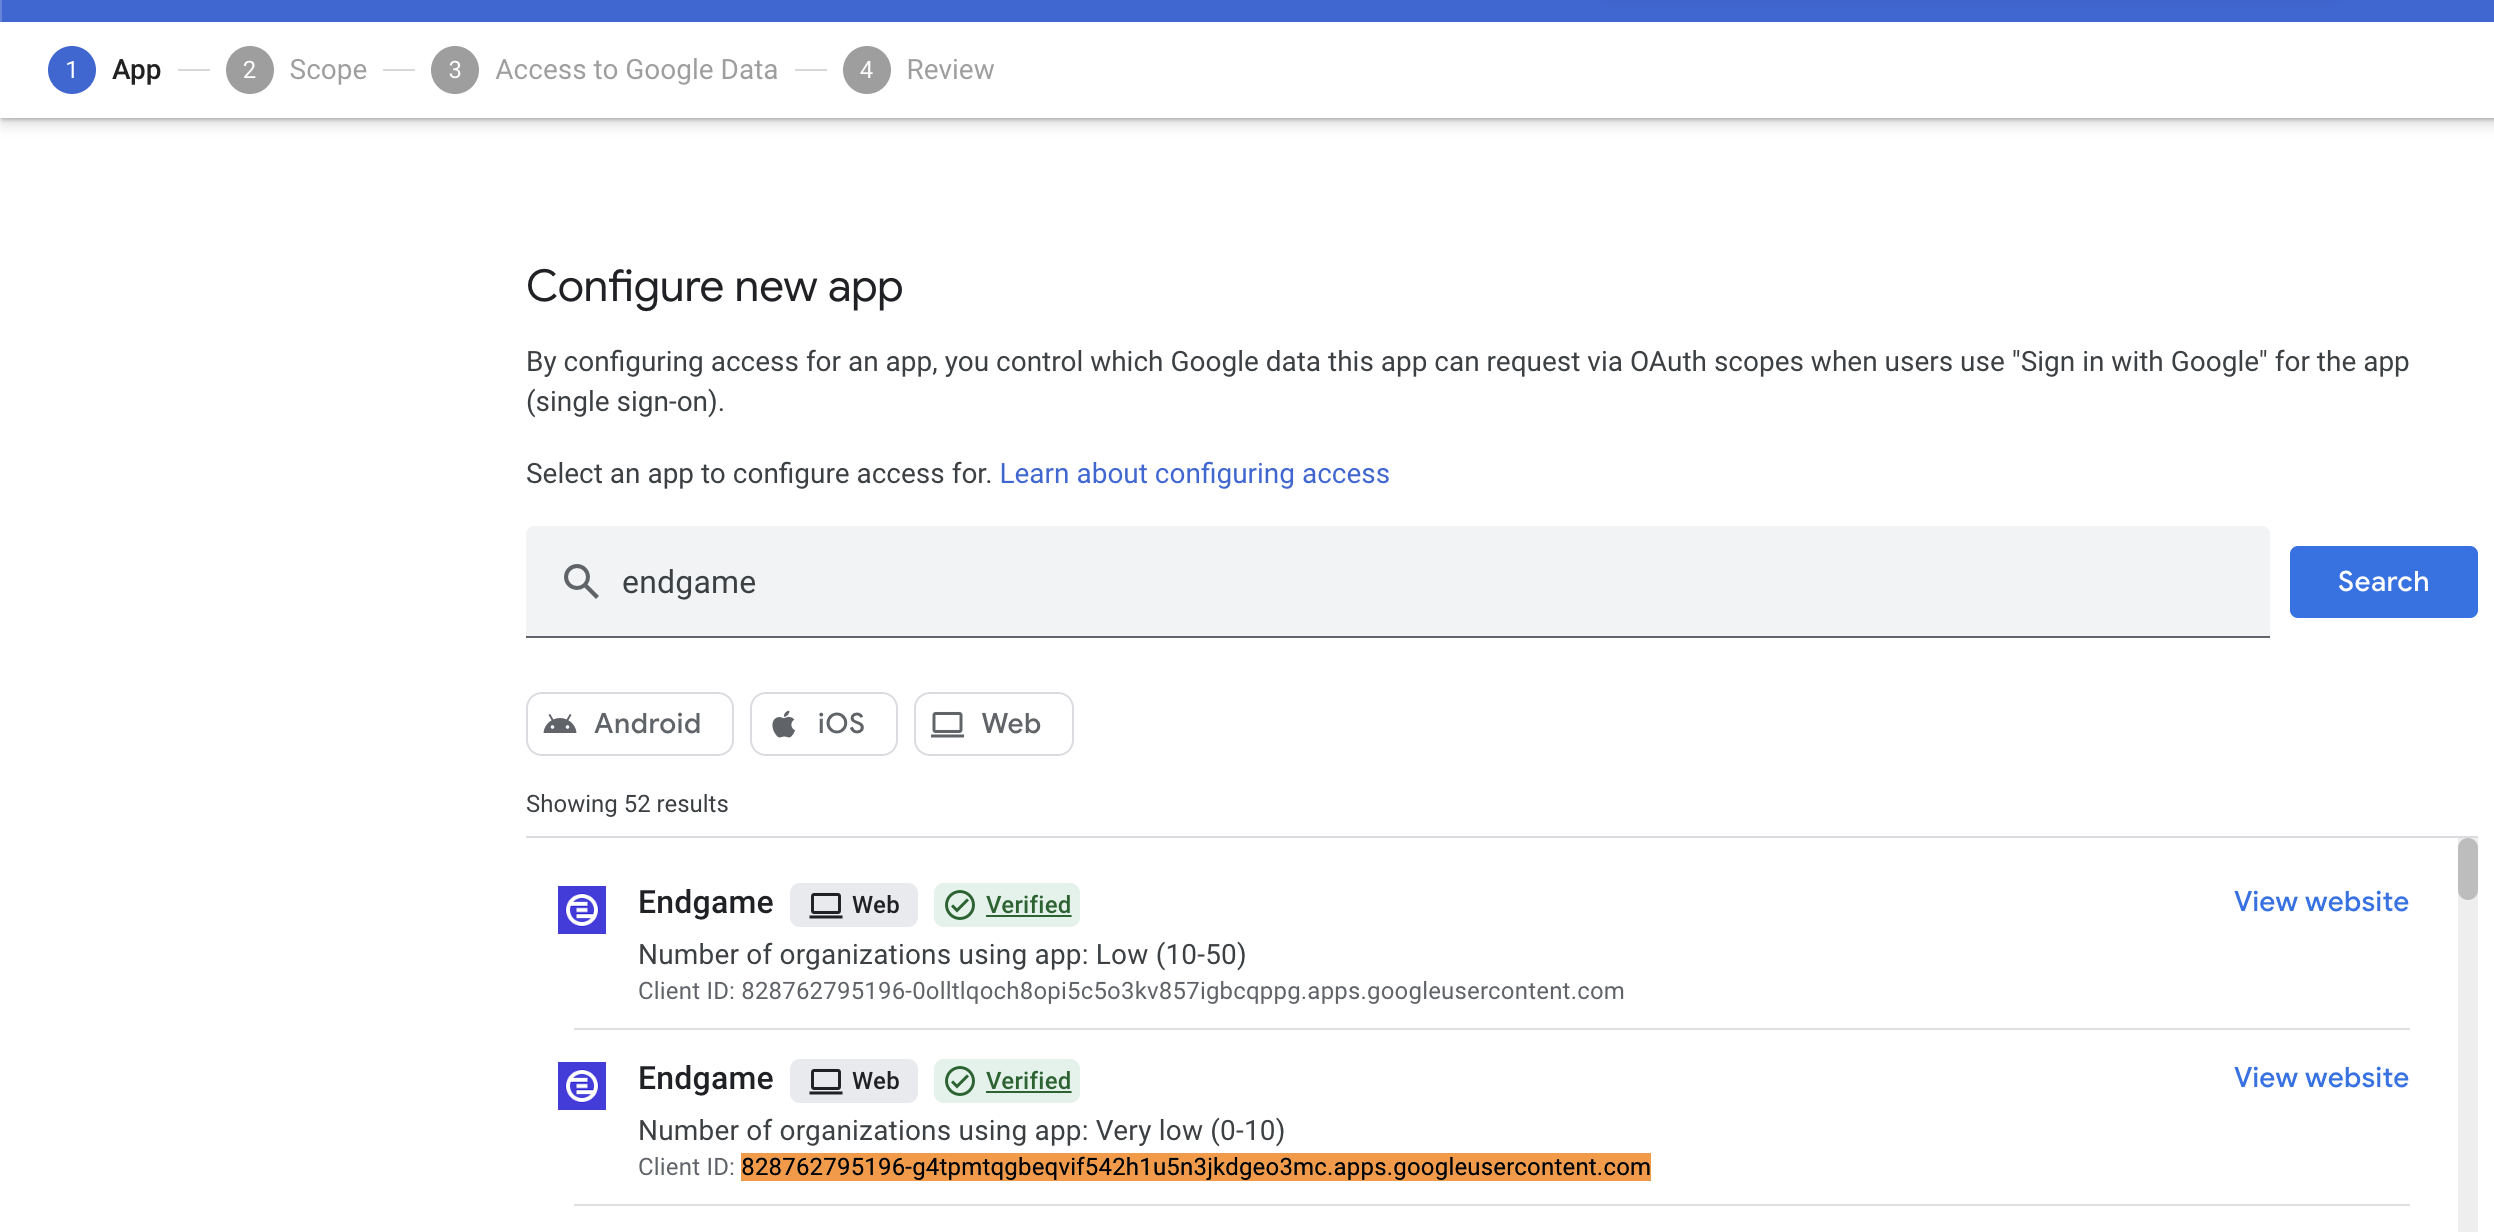 1 App 2 Scope 3 Access to Google Data 4 Review
Configure new app
By configuring access for an app, you control which Google data this app can request via OAuth scopes when users use "Sign in with Google" for the app
(single sign-on).
Select an app to configure access for. Learn about configuring access
endgame
Search
Android iOS Web
Showing 52 results
Endgame Web Verified View website
Number of organizations using app: Low (10-50)
Client ID: 828762795196-0olltlqoch8opi5c5o3kv857igbcqppg.apps.googleusercontent.com
Endgame Web Verified View website
Number of organizations using app: Very low (0-10)
Client ID: 828762795196-g4tpmtqgbeqvif542h1u5n3jkdgeo3mc.apps.googleusercontent.com